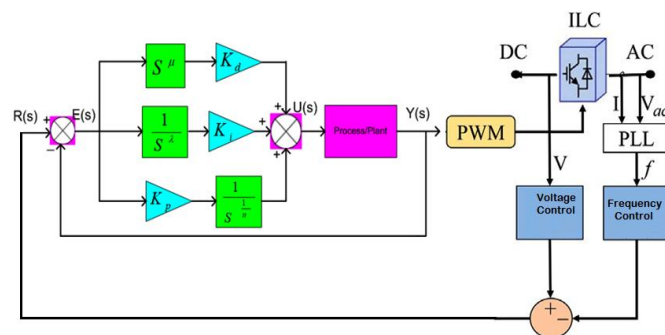 ILC
DC
AC
S^μ
K_d
R(s)
E(s)
U(s)
Y(s)
+
−
1/S^λ
K_i
+
+
+
Process/Plant
PWM
I
V_ac
PLL
V
f
K_p
1/s^(1/n)
Voltage
Control
Frequency
Control
+
−